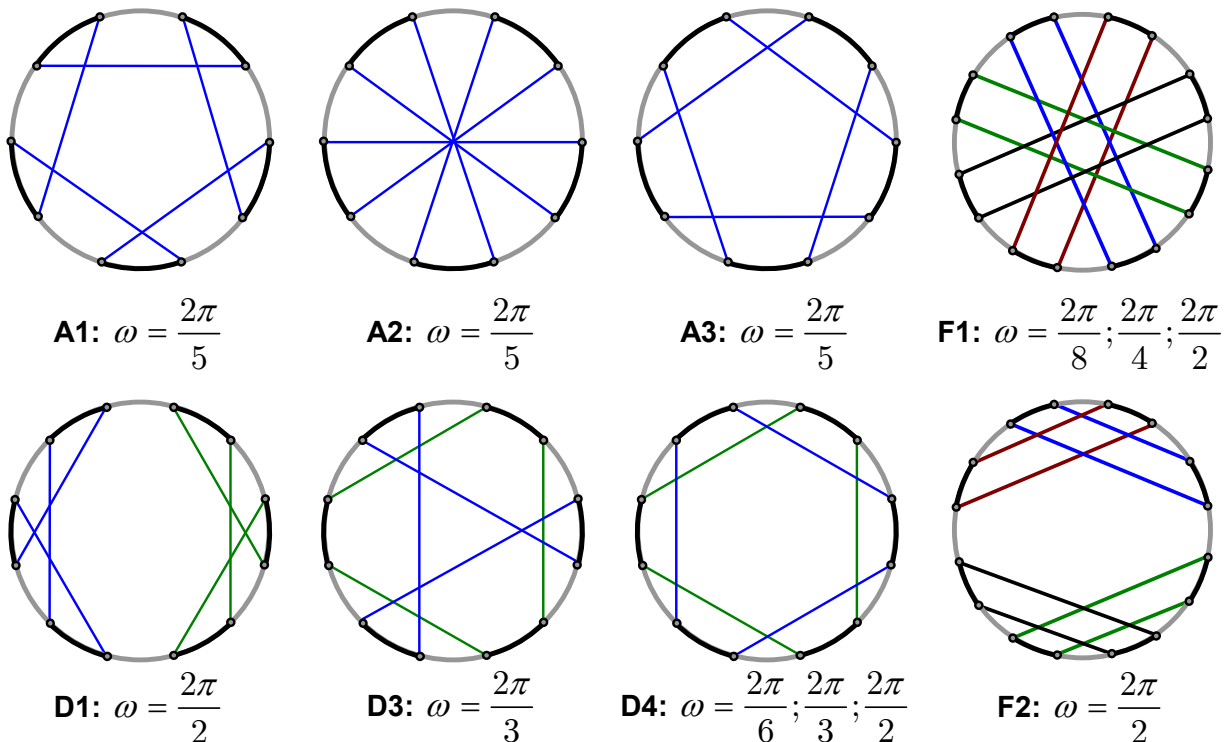 A1: ω = 2π/5
A2: ω = 2π/5
A3: ω = 2π/5
F1: ω = 2π/8; 2π/4; 2π/2
D1: ω = 2π/2
D3: ω = 2π/3
D4: ω = 2π/6; 2π/3; 2π/2
F2: ω = 2π/2